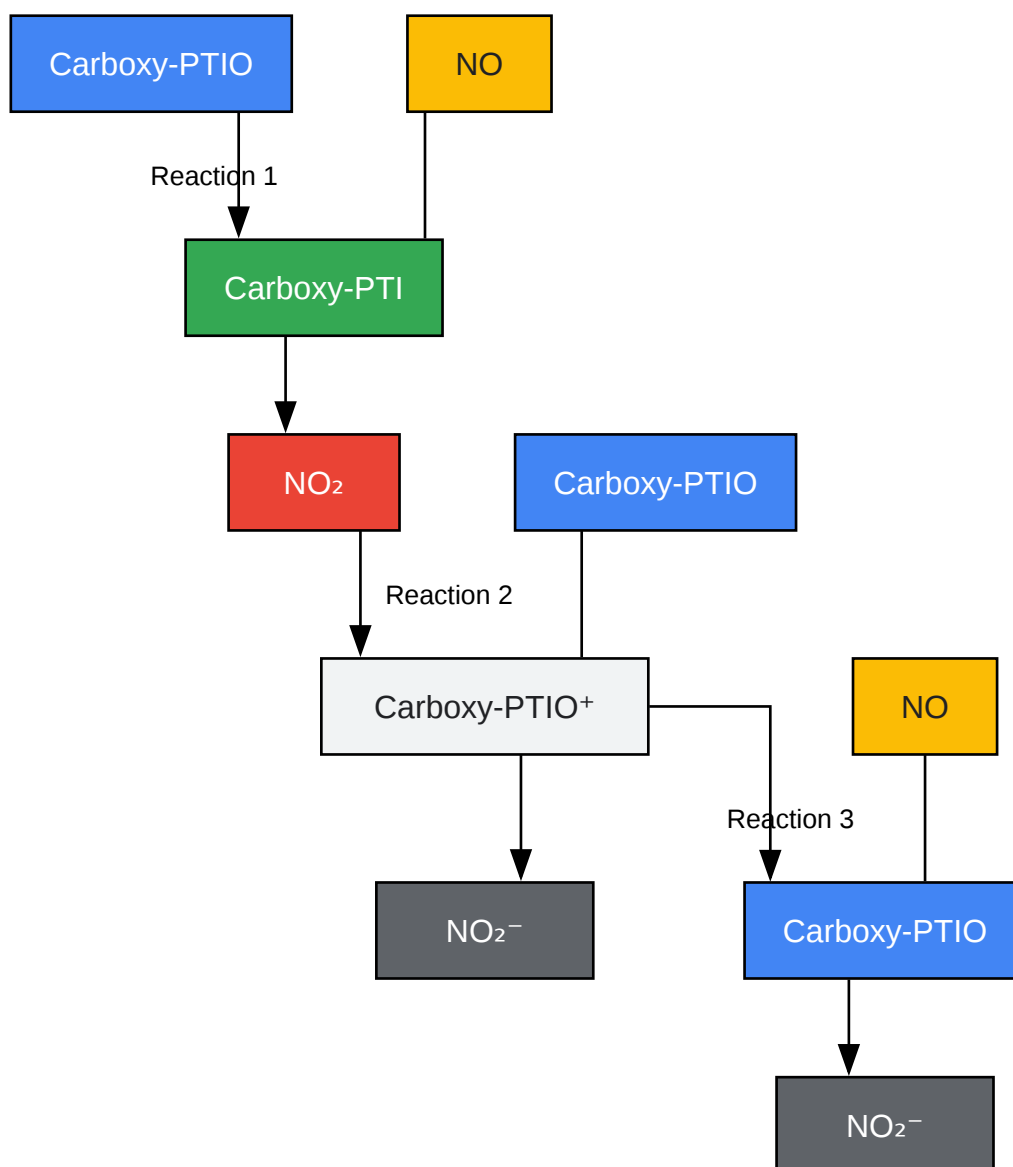 Carboxy-PTIO
NO
Reaction 1
Carboxy-PTI
NO₂
Carboxy-PTIO
Reaction 2
Carboxy-PTIO⁺
NO
Reaction 3
NO₂⁻
Carboxy-PTIO
NO₂⁻